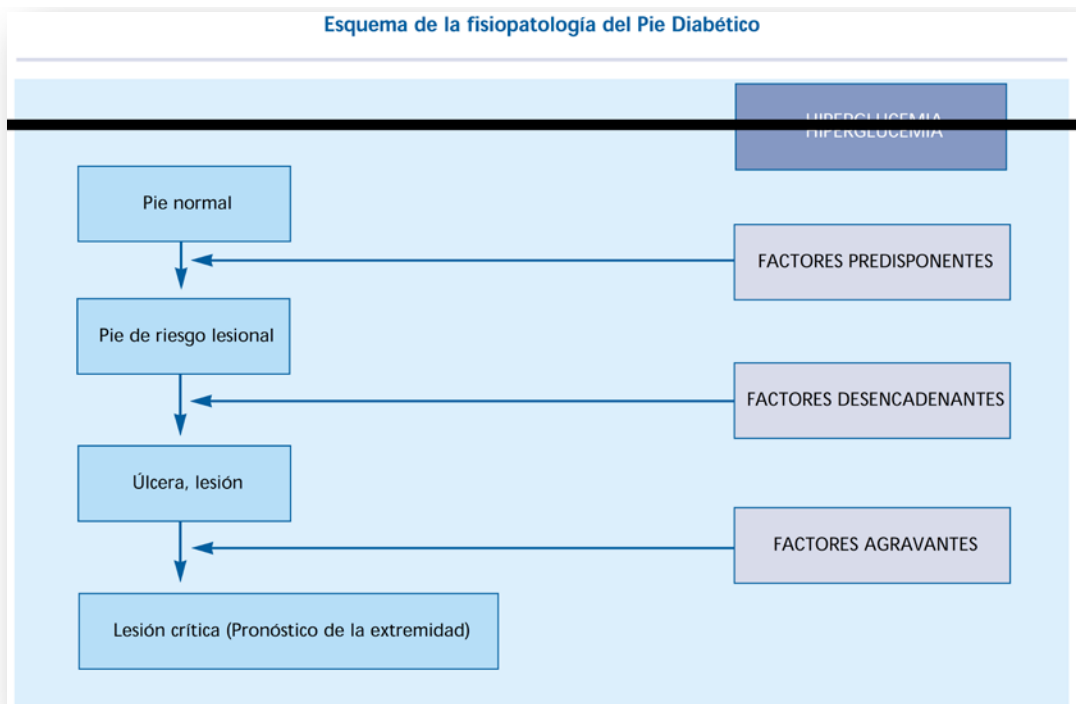 Esquema de la fisiopatología del Pie Diabético
HIPERGLUCEMIA
HIPERGLUCEMIA
Pie normal
FACTORES PREDISPONENTES
Pie de riesgo lesional
FACTORES DESENCADENANTES
Úlcera, lesión
FACTORES AGRAVANTES
Lesión crítica (Pronóstico de la extremidad)